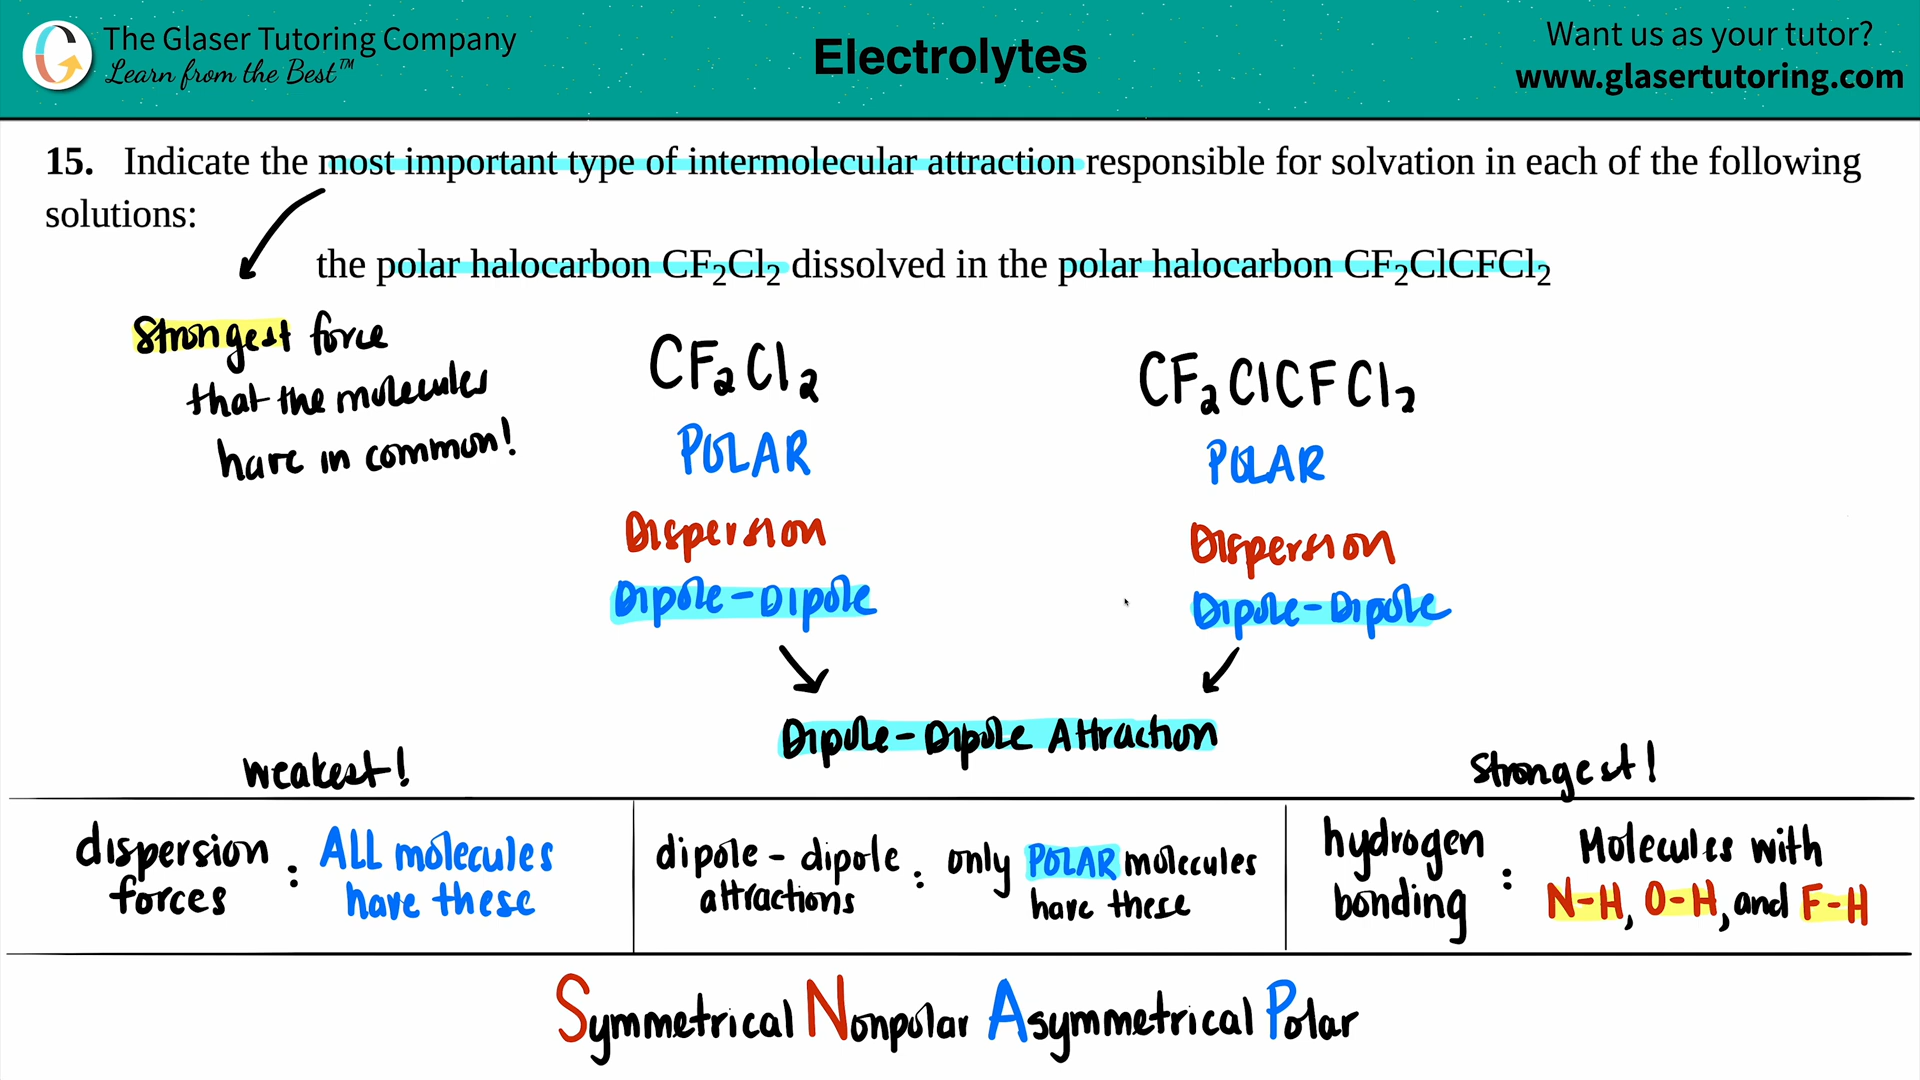 The Glaser Tutoring Company
Learn from the Best™
Electrolytes
Want us as your tutor?
www.glasertutoring.com
15. Indicate the most important type of intermolecular attraction responsible for solvation in each of the following
solutions:
the polar halocarbon CF₂Cl₂ dissolved in the polar halocarbon CF₂ClCFCl₂
Strongest force
that the molecules
have in common!
CF₂Cl₂
POLAR
Dispersion
Dipole-Dipole
CF₂ClCFCl₂
POLAR
Dispersion
Dipole-Dipole
Dipole-Dipole Attraction
weakest!
Strongest!
dispersion
forces
:
ALL molecules
have these
dipole-dipole
attractions
:
only POLAR molecules
have these
hydrogen
bonding
:
Molecules with
N-H, O-H, and F-H
Symmetrical Nonpolar Asymmetrical Polar